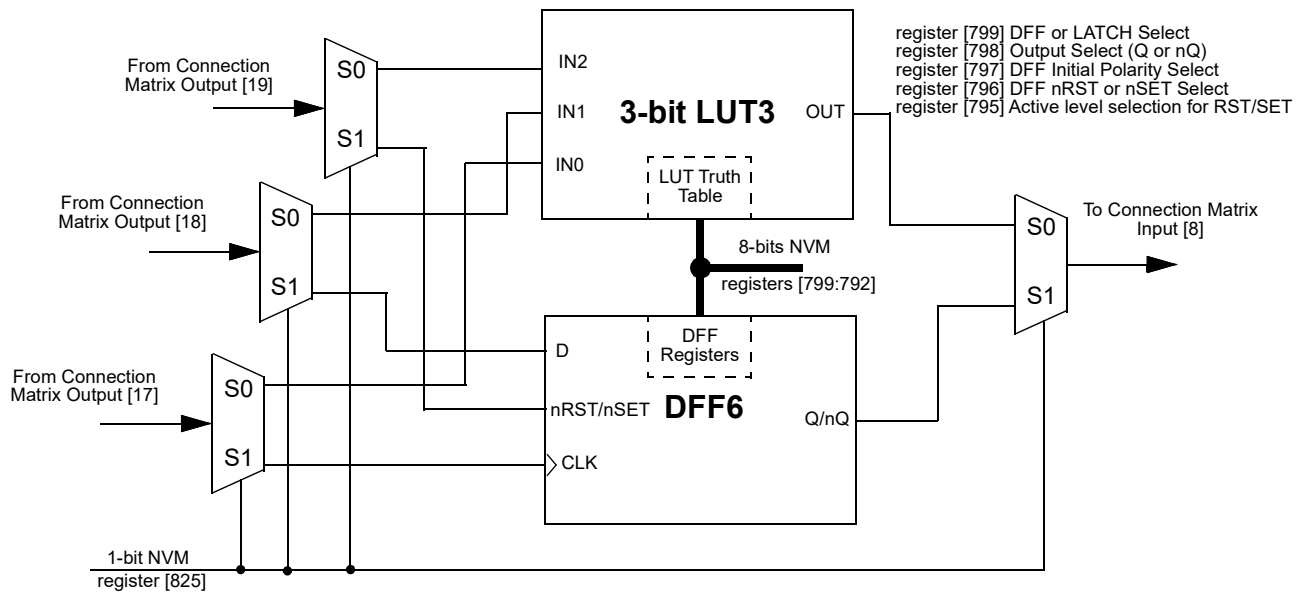 register [799] DFF or LATCH Select
register [798] Output Select (Q or nQ)
register [797] DFF Initial Polarity Select
register [796] DFF nRST or nSET Select
register [795] Active level selection for RST/SET
From Connection
Matrix Output [19]
S0
S1
IN2
IN1
IN0
3-bit LUT3
OUT
LUT Truth
Table
From Connection
Matrix Output [18]
S0
S1
8-bits NVM
registers [799:792]
S0
S1
To Connection Matrix
Input [8]
From Connection
Matrix Output [17]
S0
S1
D
nRST/nSET
CLK
DFF
Registers
DFF6
Q/nQ
1-bit NVM
register [825]